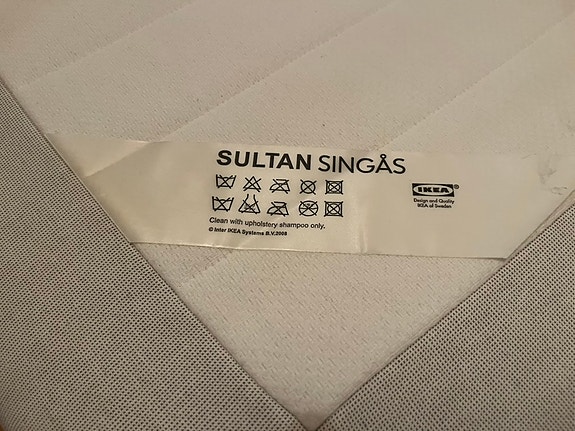 SULTAN SINGÅS
IKEA®
Design and Quality
IKEA of Sweden
Clean with upholstery shampoo only.
© Inter IKEA Systems B.V.2008